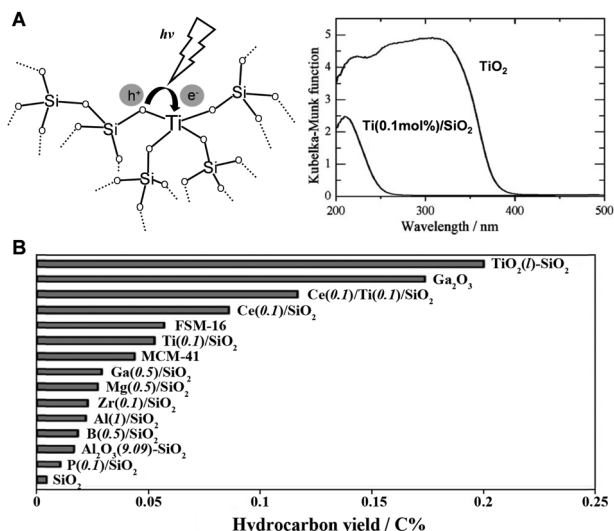 A
hν
h⁺
e⁻
Si
Si
Ti
Si
Si
Si
Kubelka-Munk function
5
4
3
2
1
0
TiO₂
Ti(0.1mol%)/SiO₂
200
300
400
500
Wavelength / nm
B
TiO₂(l)-SiO₂
Ga₂O₃
Ce(0.1)/Ti(0.1)/SiO₂
Ce(0.1)/SiO₂
FSM-16
Ti(0.1)/SiO₂
MCM-41
Ga(0.5)/SiO₂
Mg(0.5)/SiO₂
Zr(0.1)/SiO₂
Al(1)/SiO₂
B(0.5)/SiO₂
Al₂O₃(9.09)-SiO₂
P(0.1)/SiO₂
SiO₂
0
0.05
0.1
0.15
0.2
0.25
Hydrocarbon yield / C%